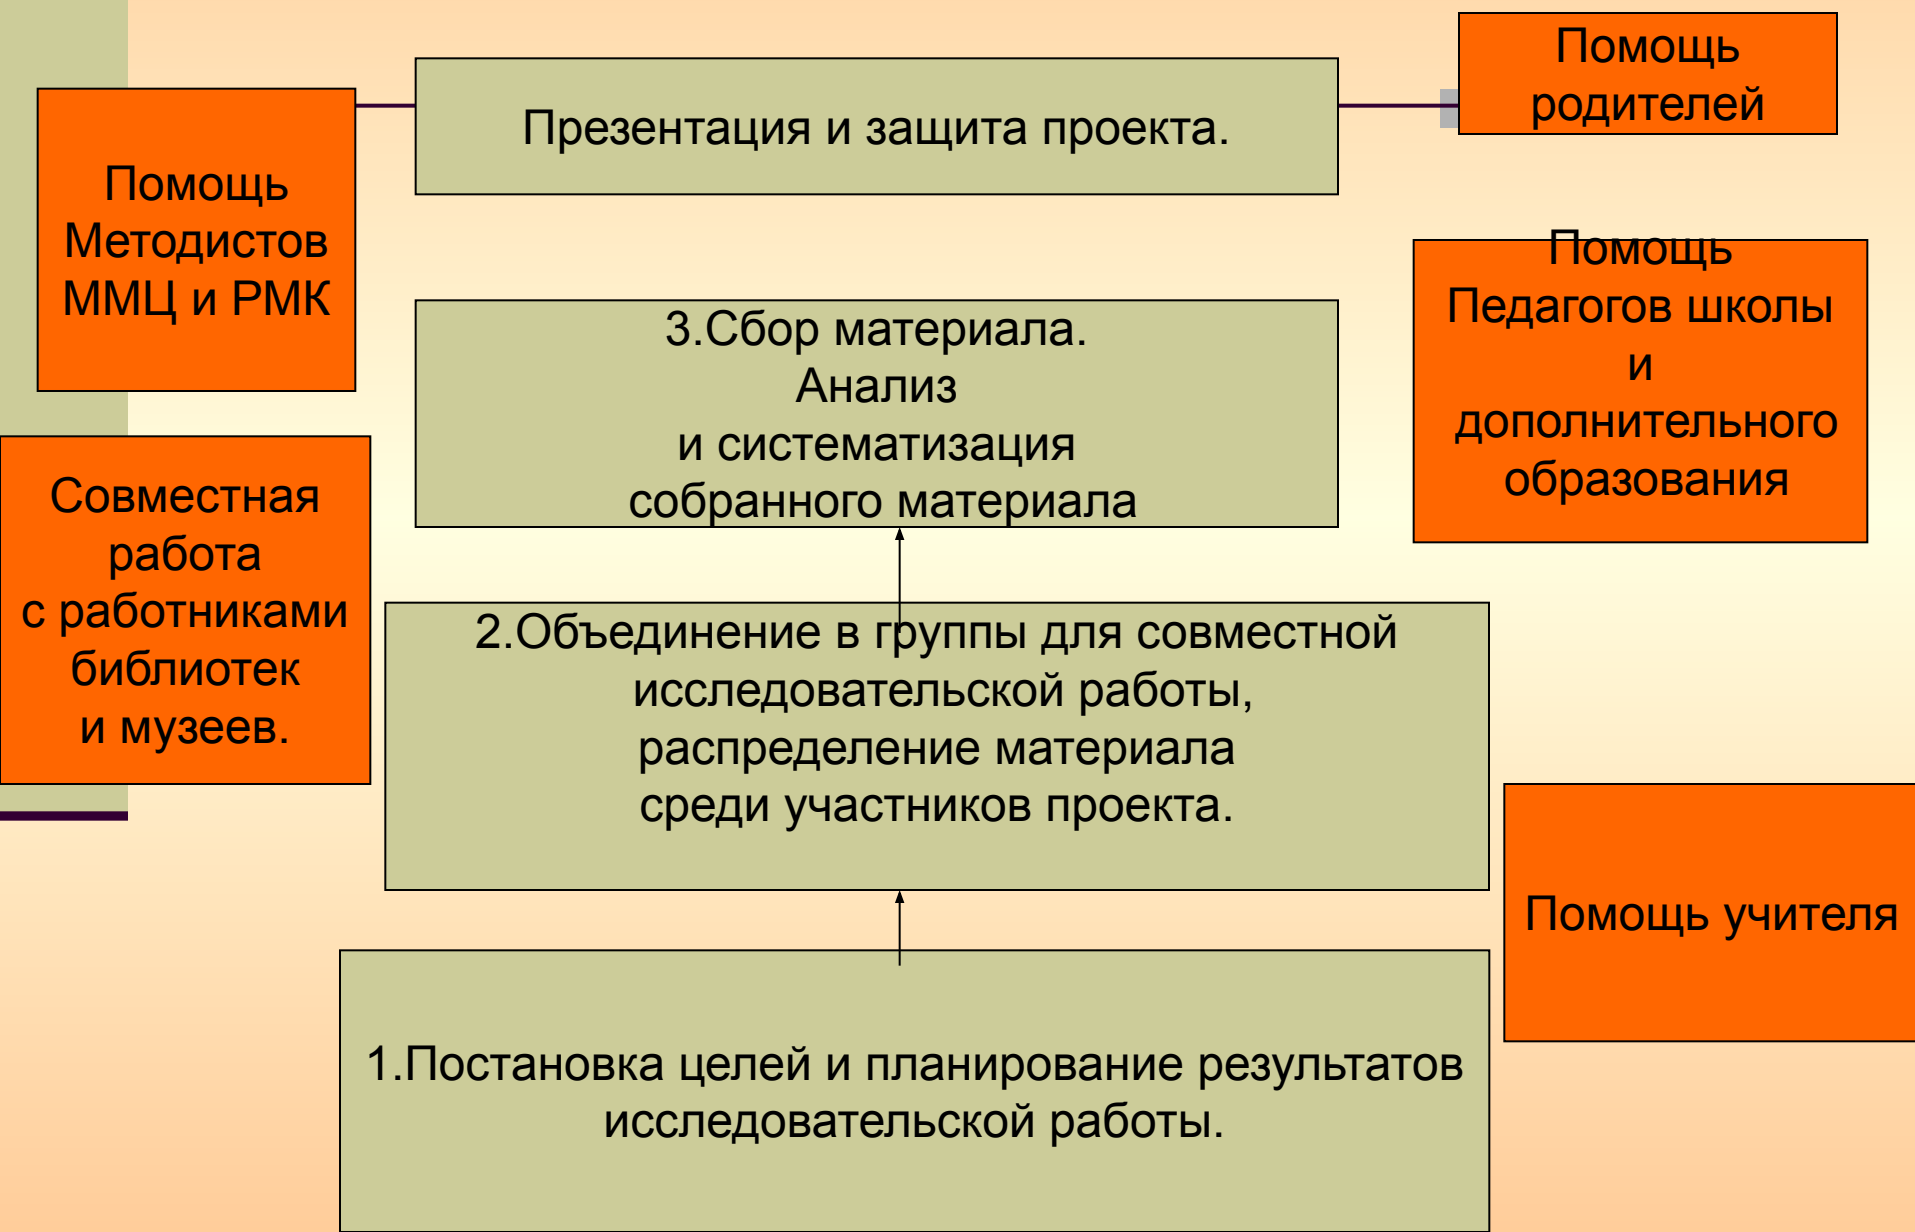 Помощь
родителей
Презентация и защита проекта.
Помощь
Методистов
ММЦ и РМК
Помощь
Педагогов школы
и
дополнительного
образования
3.Сбор материала.
Анализ
и систематизация
собранного материала
Совместная
работа
с работниками
библиотек
и музеев.
2.Объединение в группы для совместной
исследовательской работы,
распределение материала
среди участников проекта.
Помощь учителя
1.Постановка целей и планирование результатов
исследовательской работы.